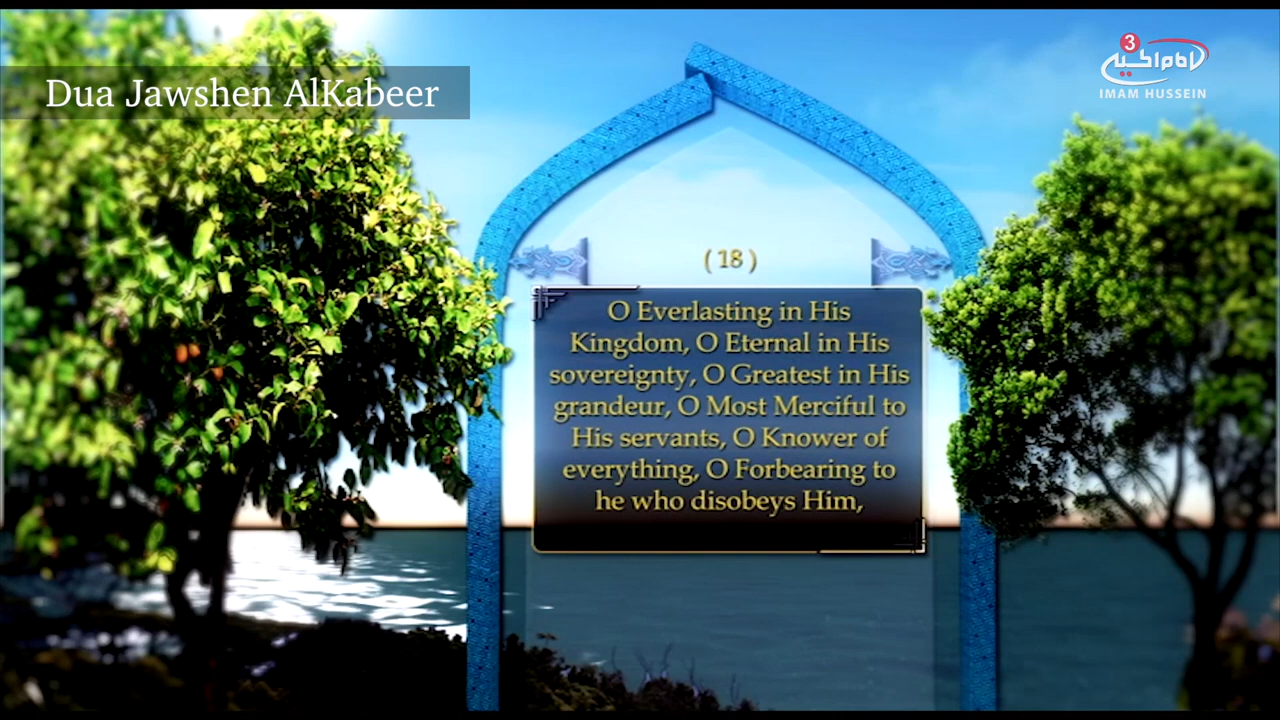 Dua Jawshen AlKabeer
3
IMAM HUSSEIN
( 18 )
O Everlasting in His
Kingdom, O Eternal in His
sovereignty, O Greatest in His
grandeur, O Most Merciful to
His servants, O Knower of
everything, O Forbearing to
he who disobeys Him,